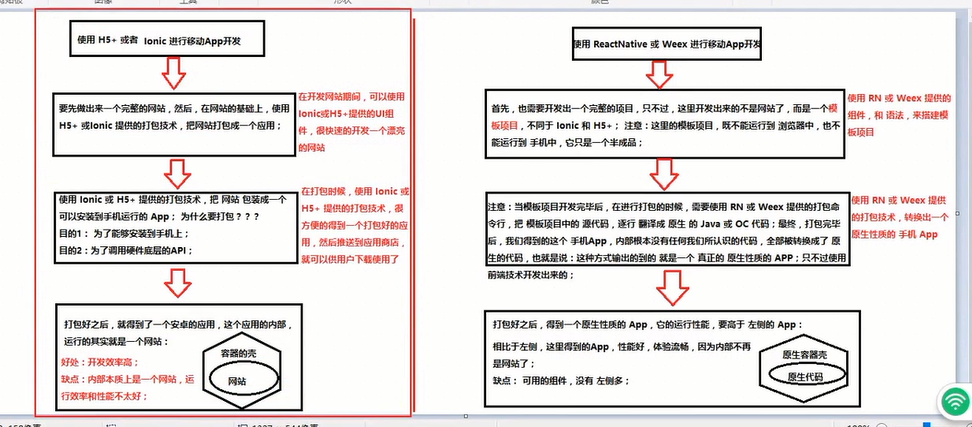 使用 H5+ 或者 Ionic 进行移动App开发
要先做出来一个完整的网站，然后，在网站的基础上，使用
H5+ 或Ionic 提供的打包技术，把网站打包成一个应用；
在开发网站期间，可以使用
Ionic或H5+提供的UI组
件，很快速的开发一个漂亮
的网站
使用 Ionic 或 H5+ 提供的打包技术，把 网站 包装成一个
可以安装到手机运行的 App； 为什么要打包？？？
目的1： 为了能够安装到手机上；
目的2：为了调用硬件底层的API；
在打包时候，使用 Ionic 或
H5+ 提供的打包技术，很
方便的得到一个打包好的应
用，然后推送到应用商店，
就可以供用户下载使用了
打包好之后，就得到了一个安卓的应用，这个应用的内部，
运行的其实就是一个网站：
好处：开发效率高；
缺点：内部本质上是一个网站，运
行效率和性能不太好；
容器的壳
网站
使用 ReactNative 或 Weex 进行移动App开发
首先，也需要开发出一个完整的项目，只不过，这里开发出来的不是网站了，而是一个模
板项目，不同于 Ionic 和 H5+； 注意：这里的模板项目，既不能运行到 浏览器中，也不
能运行到 手机中，它只是一个半成品；
使用 RN 或 Weex 提供的
组件，和 语法，来搭建模
板项目
注意：当模板项目开发完毕后，在进行打包的时候，需要使用 RN 或 Weex 提供的打包命
令行，把 模板项目中的 源代码，逐行 翻译成 原生 的 Java 或 OC 代码；最终，打包完毕
后，我们得到的这个 手机App，内部根本没有任何我们所认识的代码，全部被转换成了 原
生的代码，也就是说：这种方式输出的到的 就是一个 真正的 原生性质的 APP；只不过使用
前端技术开发出来的；
使用 RN 或 Weex 提供
的打包技术，转换出一个
原生性质的 手机 App
打包好之后，得到一个原生性质的 App，它的运行性能，要高于 左侧的 App：
相比于左侧，这里得到的App，性能好，体验流畅，因为内部不再
是网站了；
缺点： 可用的组件，没有 左侧多；
原生容器壳
原生代码